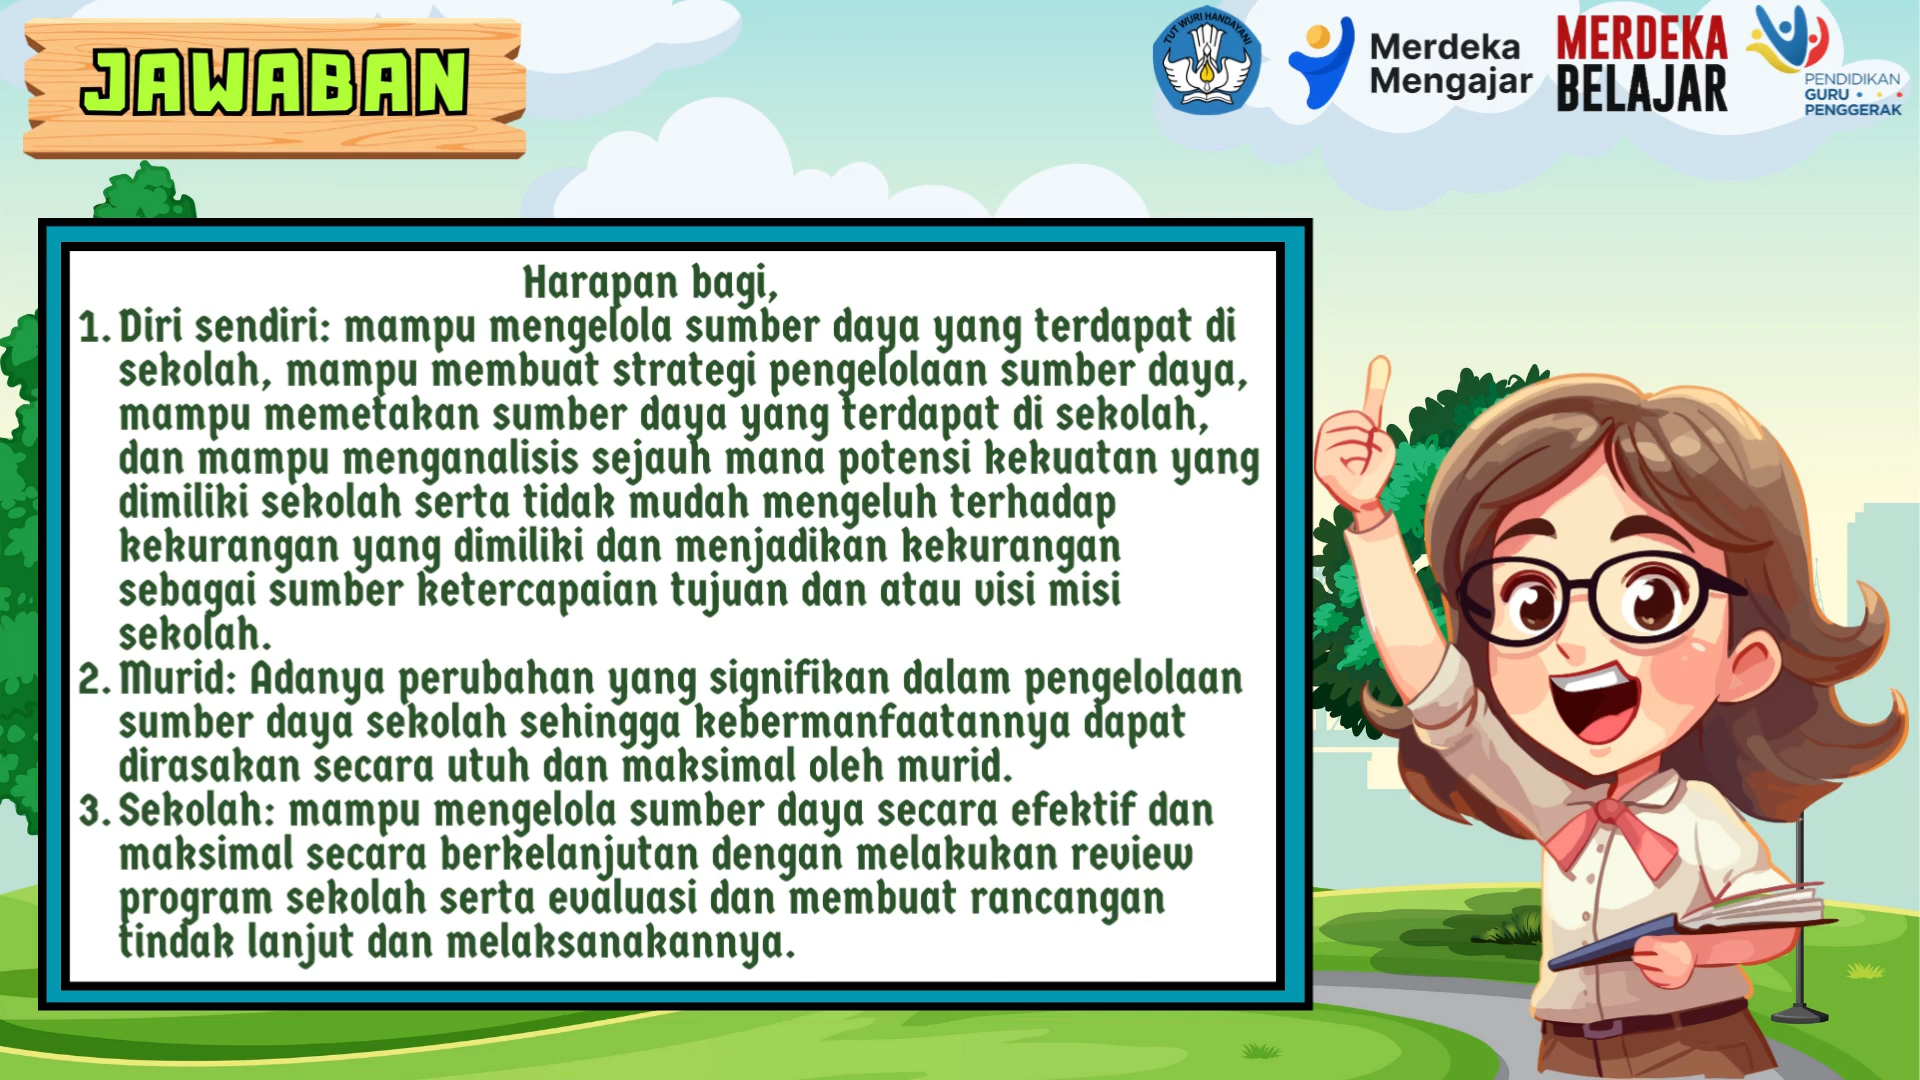 JAWABAN
TUT WURI HANDAYANI
Merdeka
Mengajar
MERDEKA
BELAJAR
PENDIDIKAN
GURU
PENGGERAK
Harapan bagi,
1. Diri sendiri: mampu mengelola sumber daya yang terdapat di
sekolah, mampu membuat strategi pengelolaan sumber daya,
mampu memetakan sumber daya yang terdapat di sekolah,
dan mampu menganalisis sejauh mana potensi kekuatan yang
dimiliki sekolah serta tidak mudah mengeluh terhadap
kekurangan yang dimiliki dan menjadikan kekurangan
sebagai sumber ketercapaian tujuan dan atau visi misi
sekolah.
2. Murid: Adanya perubahan yang signifikan dalam pengelolaan
sumber daya sekolah sehingga kebermanfaatannya dapat
dirasakan secara utuh dan maksimal oleh murid.
3. Sekolah: mampu mengelola sumber daya secara efektif dan
maksimal secara berkelanjutan dengan melakukan review
program sekolah serta evaluasi dan membuat rancangan
tindak lanjut dan melaksanakannya.